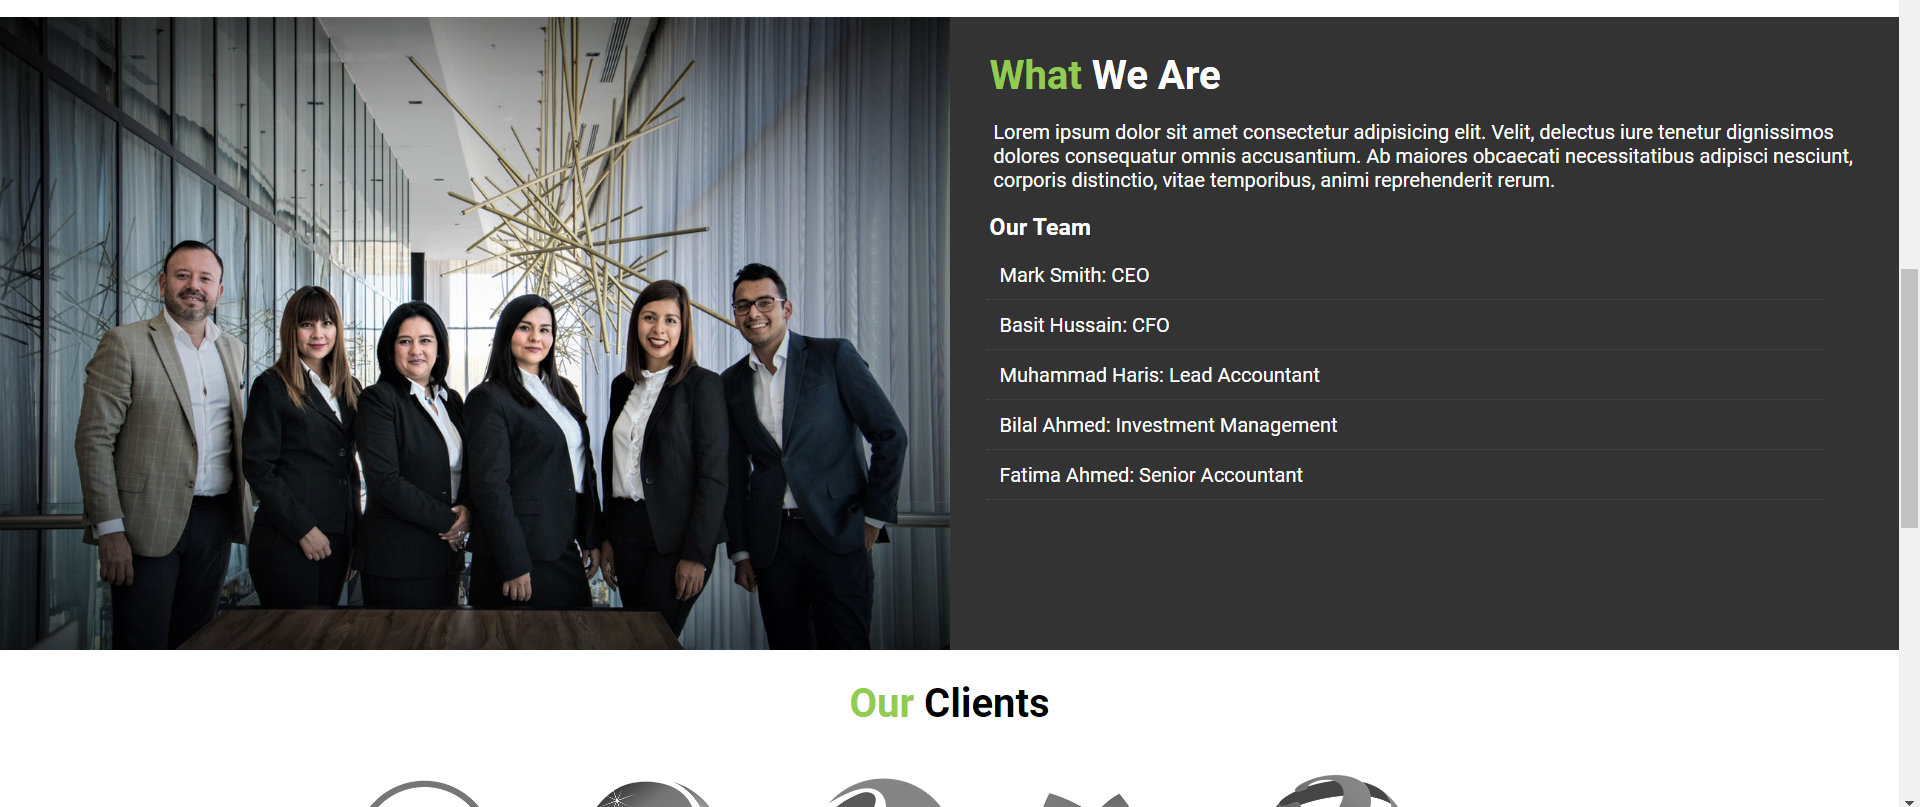 What We Are
Lorem ipsum dolor sit amet consectetur adipisicing elit. Velit, delectus iure tenetur dignissimos
dolores consequatur omnis accusantium. Ab maiores obcaecati necessitatibus adipisci nesciunt,
corporis distinctio, vitae temporibus, animi reprehenderit rerum.
Our Team
Mark Smith: CEO
Basit Hussain: CFO
Muhammad Haris: Lead Accountant
Bilal Ahmed: Investment Management
Fatima Ahmed: Senior Accountant
Our Clients